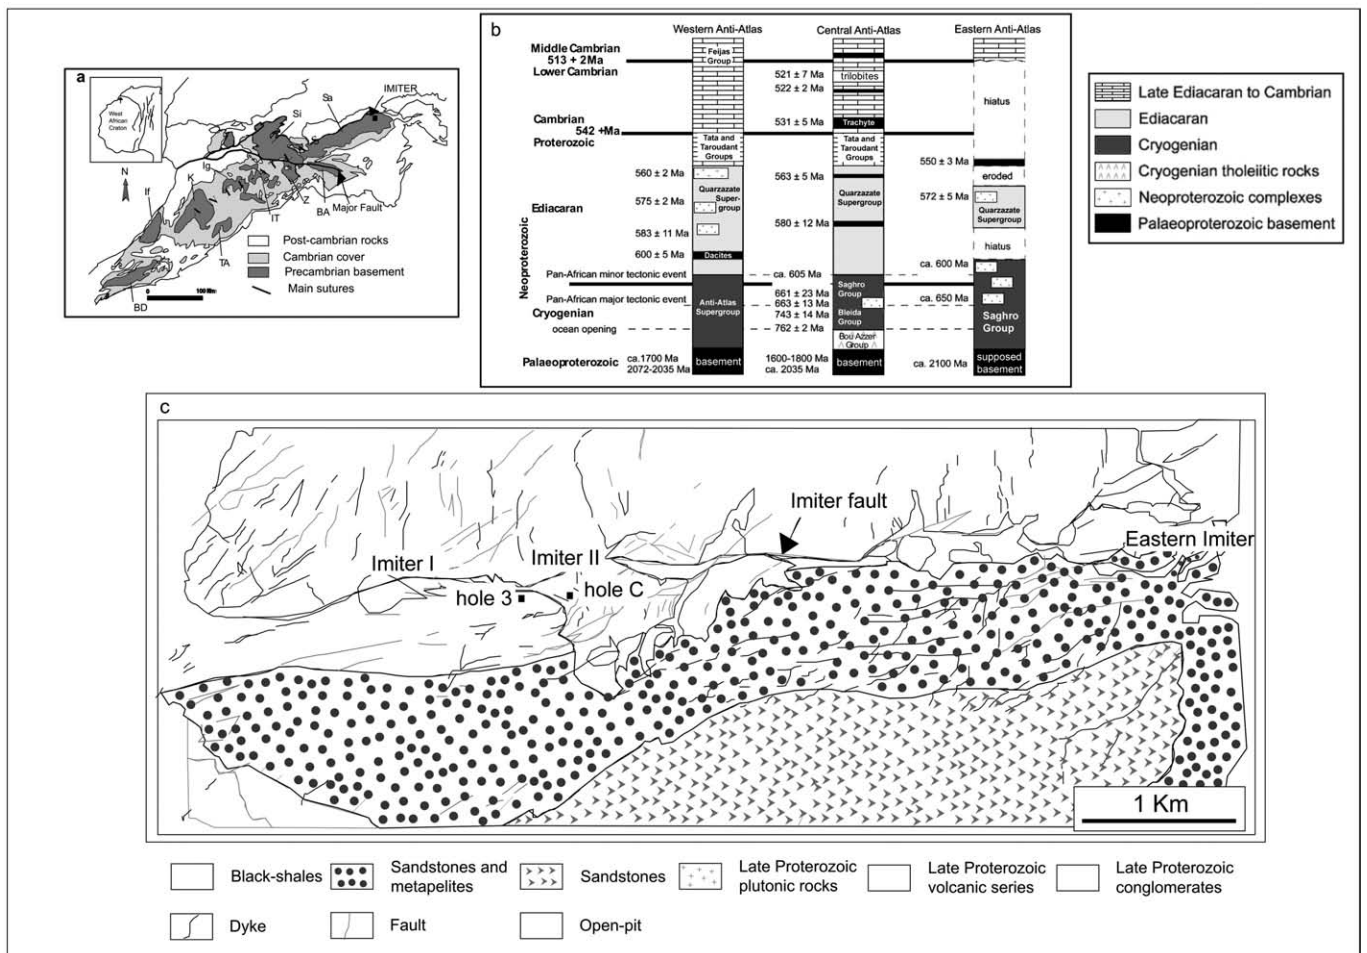 a
West
African
Craton
N
IMITER
Sa
Si
S
Ig
K
If
Z
IT
BA
Major Fault
TA
BD
Post-cambrian rocks
Cambrian cover
Precambrian basement
Main sutures
100 Km
b
Western Anti-Atlas
Central Anti-Atlas
Eastern Anti-Atlas
Middle Cambrian
513 + 2Ma
Lower Cambrian
Cambrian
542 +Ma
Proterozoic
Neoproterozoic
Ediacaran
Pan-African minor tectonic event
Pan-African major tectonic event
Cryogenian
ocean opening
Palaeoproterozoic
Feijas
Group
Tata and
Taroudant
Groups
560 ± 2 Ma
575 ± 2 Ma
583 ± 11 Ma
600 ± 5 Ma
Quarzazate
Super-
group
Dacites
Anti-Atlas
Supergroup
ca.1700 Ma
2072-2035 Ma
basement
521 ± 7 Ma
trilobites
522 ± 2 Ma
531 ± 5 Ma
Trachyte
Tata and
Taroudant
Groups
563 ± 5 Ma
Quarzazate
Supergroup
580 ± 12 Ma
ca. 605 Ma
661 ± 23 Ma
663 ± 13 Ma
743 ± 14 Ma
762 ± 2 Ma
Saghro
Group
Bleida
Group
Bou Azzer
Group
1600-1800 Ma
ca. 2035 Ma
basement
hiatus
550 ± 3 Ma
eroded
572 ± 5 Ma
Quarzazate
Supergroup
hiatus
ca. 600 Ma
ca. 650 Ma
Saghro
Group
ca. 2100 Ma
supposed
basement
Late Ediacaran to Cambrian
Ediacaran
Cryogenian
Cryogenian tholeiitic rocks
Neoproterozoic complexes
Palaeoproterozoic basement
c
Imiter fault
Eastern Imiter
Imiter II
Imiter I
hole C
hole 3
1 Km
Black-shales
Sandstones and
metapelites
Sandstones
Late Proterozoic
plutonic rocks
Late Proterozoic
volcanic series
Late Proterozoic
conglomerates
Dyke
Fault
Open-pit